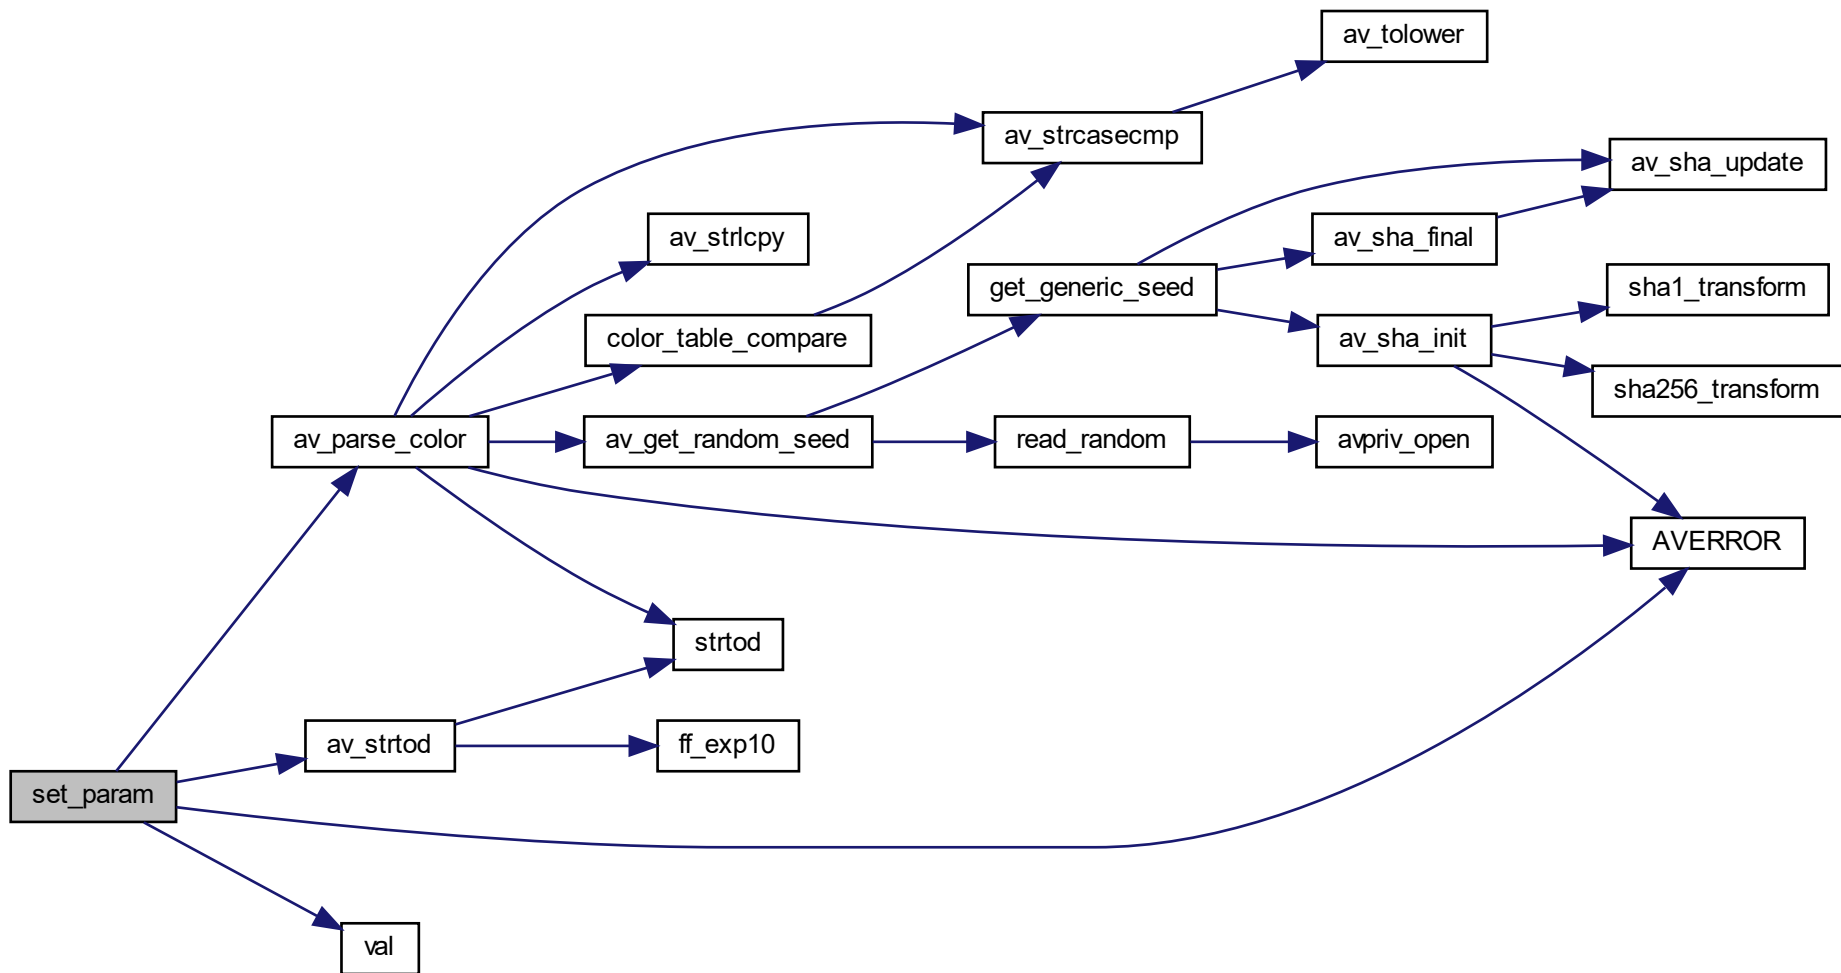 av_tolower
av_strcasecmp
av_sha_update
av_strlcpy
av_sha_final
get_generic_seed
sha1_transform
color_table_compare
av_sha_init
sha256_transform
av_parse_color
av_get_random_seed
read_random
avpriv_open
AVERROR
strtod
av_strtod
ff_exp10
set_param
val